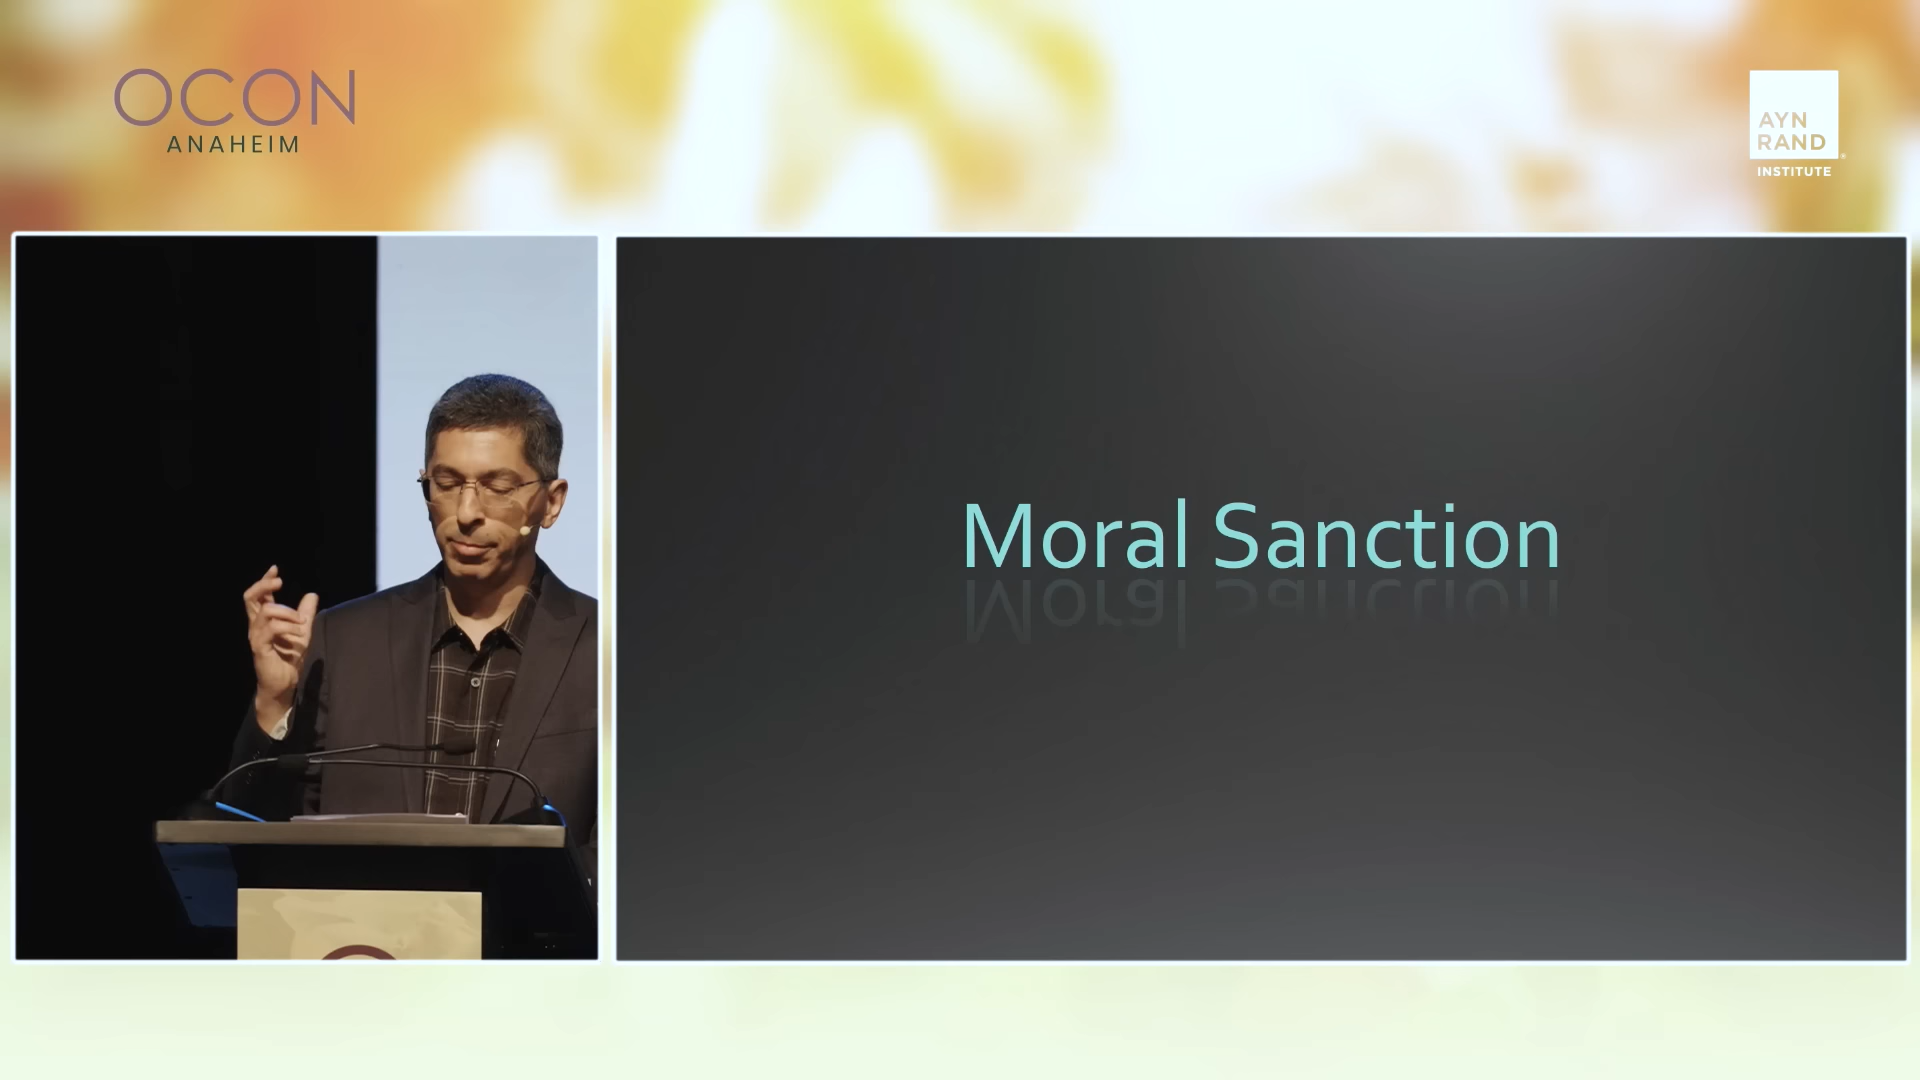 OCON
ANAHEIM
AYN
RAND
INSTITUTE
Moral Sanction